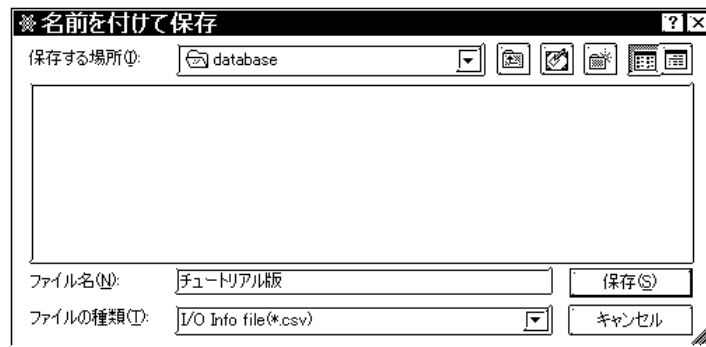 名前を付けて保存
保存する場所(I): database
ファイル名(N): チュートリアル版 保存(S)
ファイルの種類(T): I/O Info file(*.csv) キャンセル